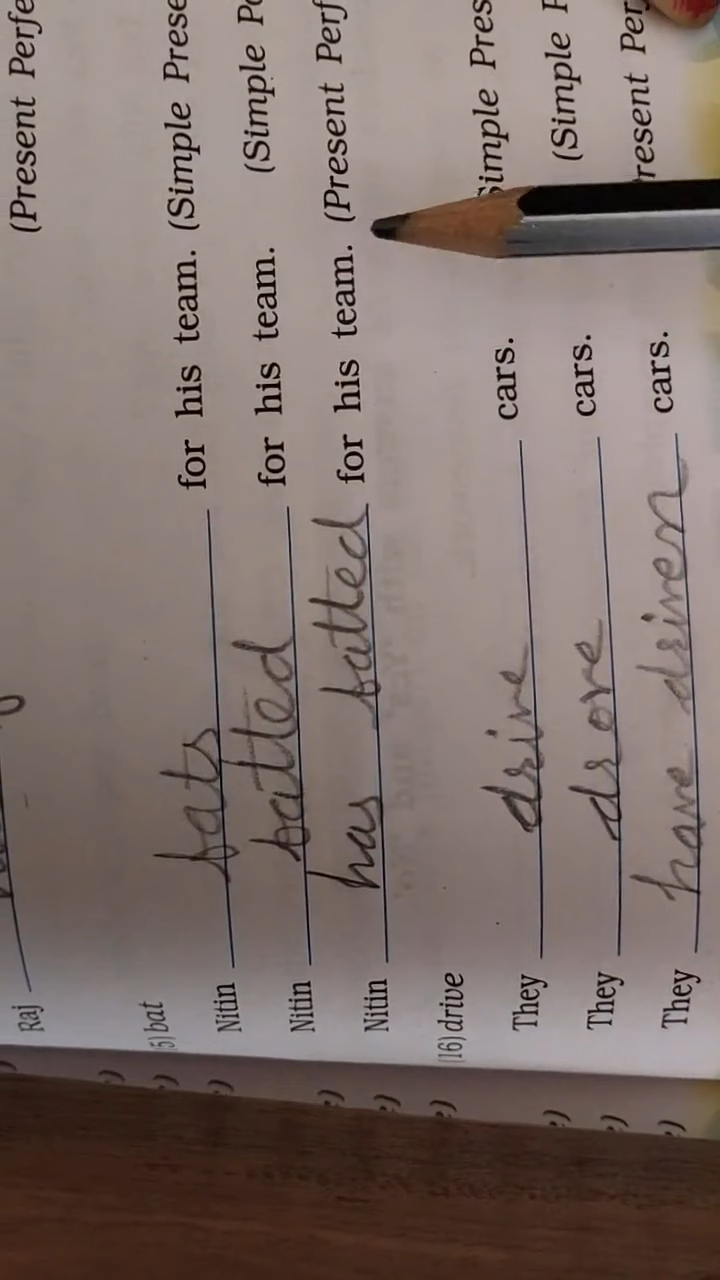 (Present Perfe
Raj
(5) bat
Nitin bats for his team. (Simple Prese
Nitin batted for his team. (Simple Pa
Nitin has batted for his team. (Present Perf
(16) drive
They drive cars. Simple Pres
They drove cars. (Simple P
They have driven cars. resent Per